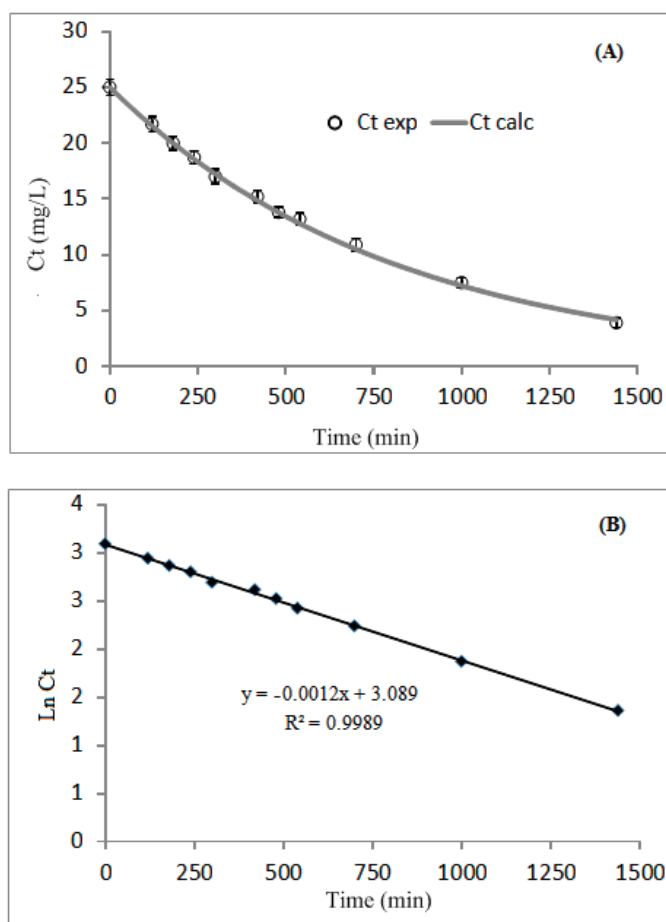 30
(A)
25
Ct exp
Ct calc
20
15
10
5
0
Ct (mg/L)
0 250 500 750 1000 1250 1500
Time (min)
4
(B)
3
3
2
2
1
1
0
Ln Ct
y = -0.0012x + 3.089
R² = 0.9989
0 250 500 750 1000 1250 1500
Time (min)